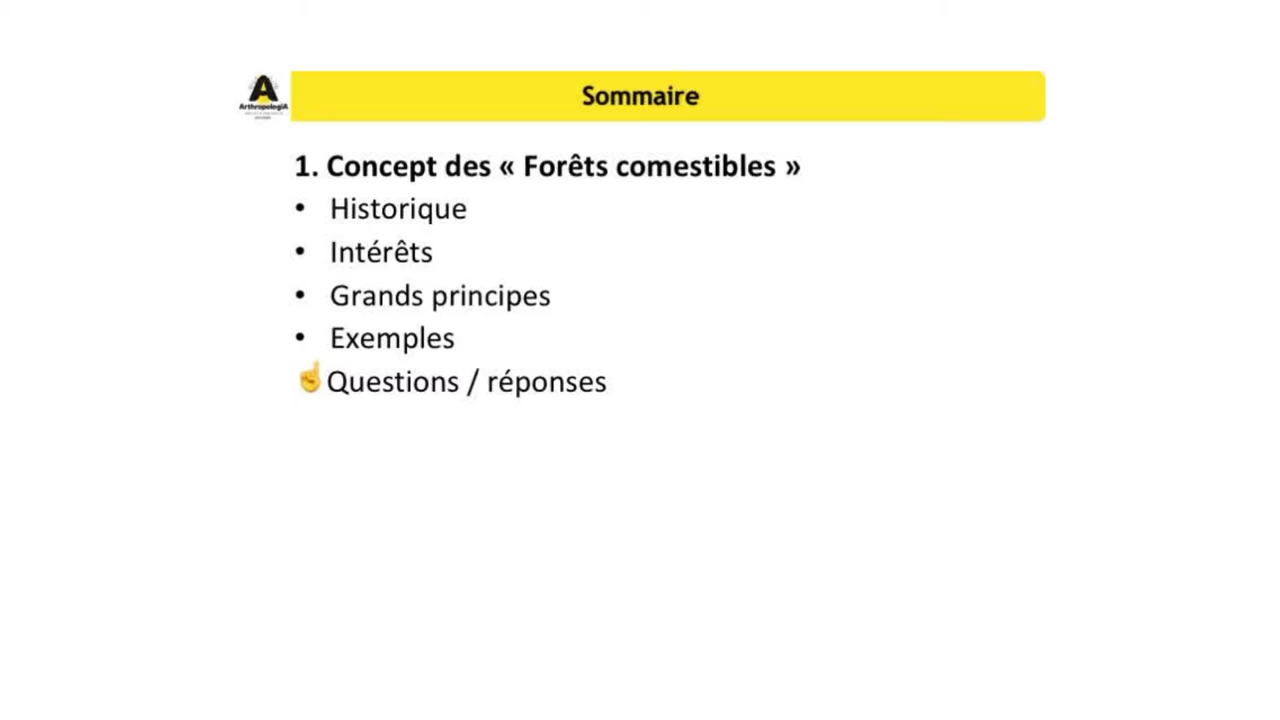 ArthropologiA
Sommaire
1. Concept des « Forêts comestibles »
• Historique
• Intérêts
• Grands principes
• Exemples
☝Questions / réponses